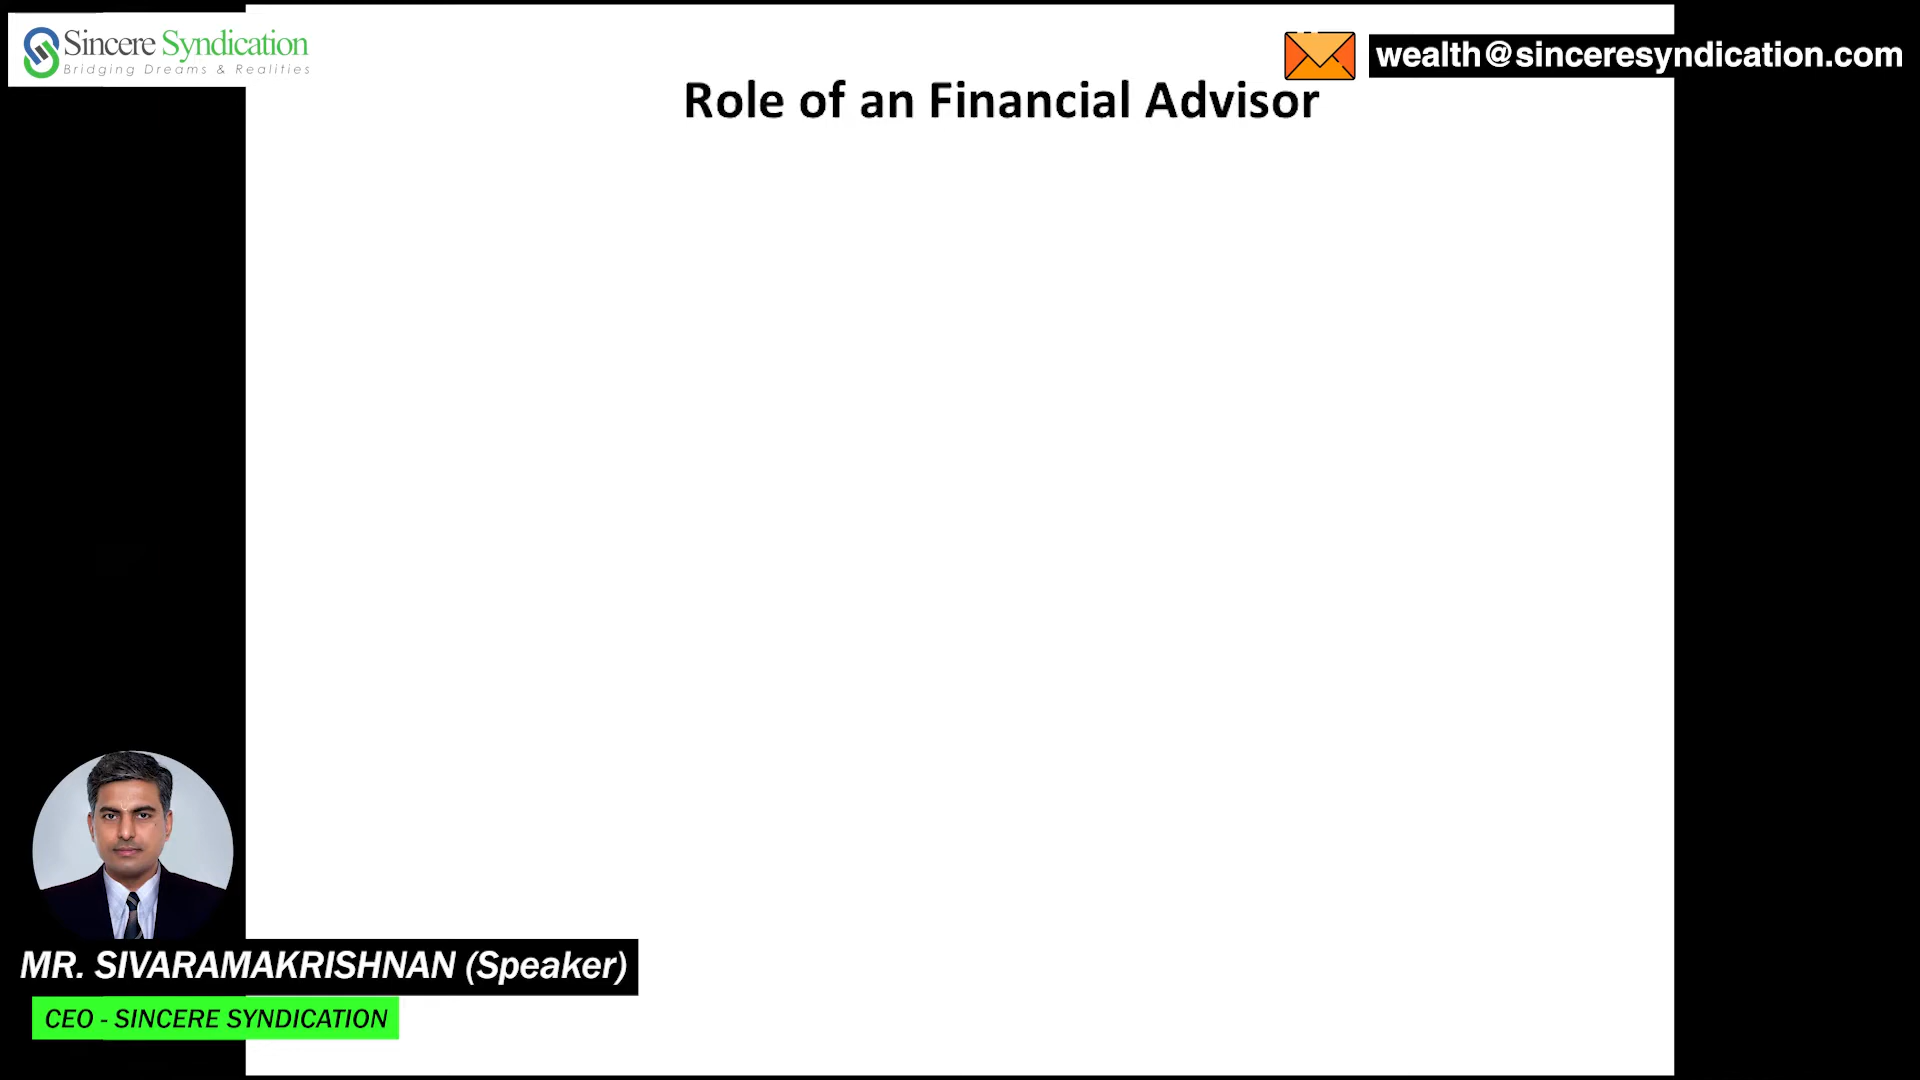 Sincere Syndication
Bridging Dreams & Realities
wealth@sinceresyndication.com
Role of an Financial Advisor
MR. SIVARAMAKRISHNAN (Speaker)
CEO - SINCERE SYNDICATION